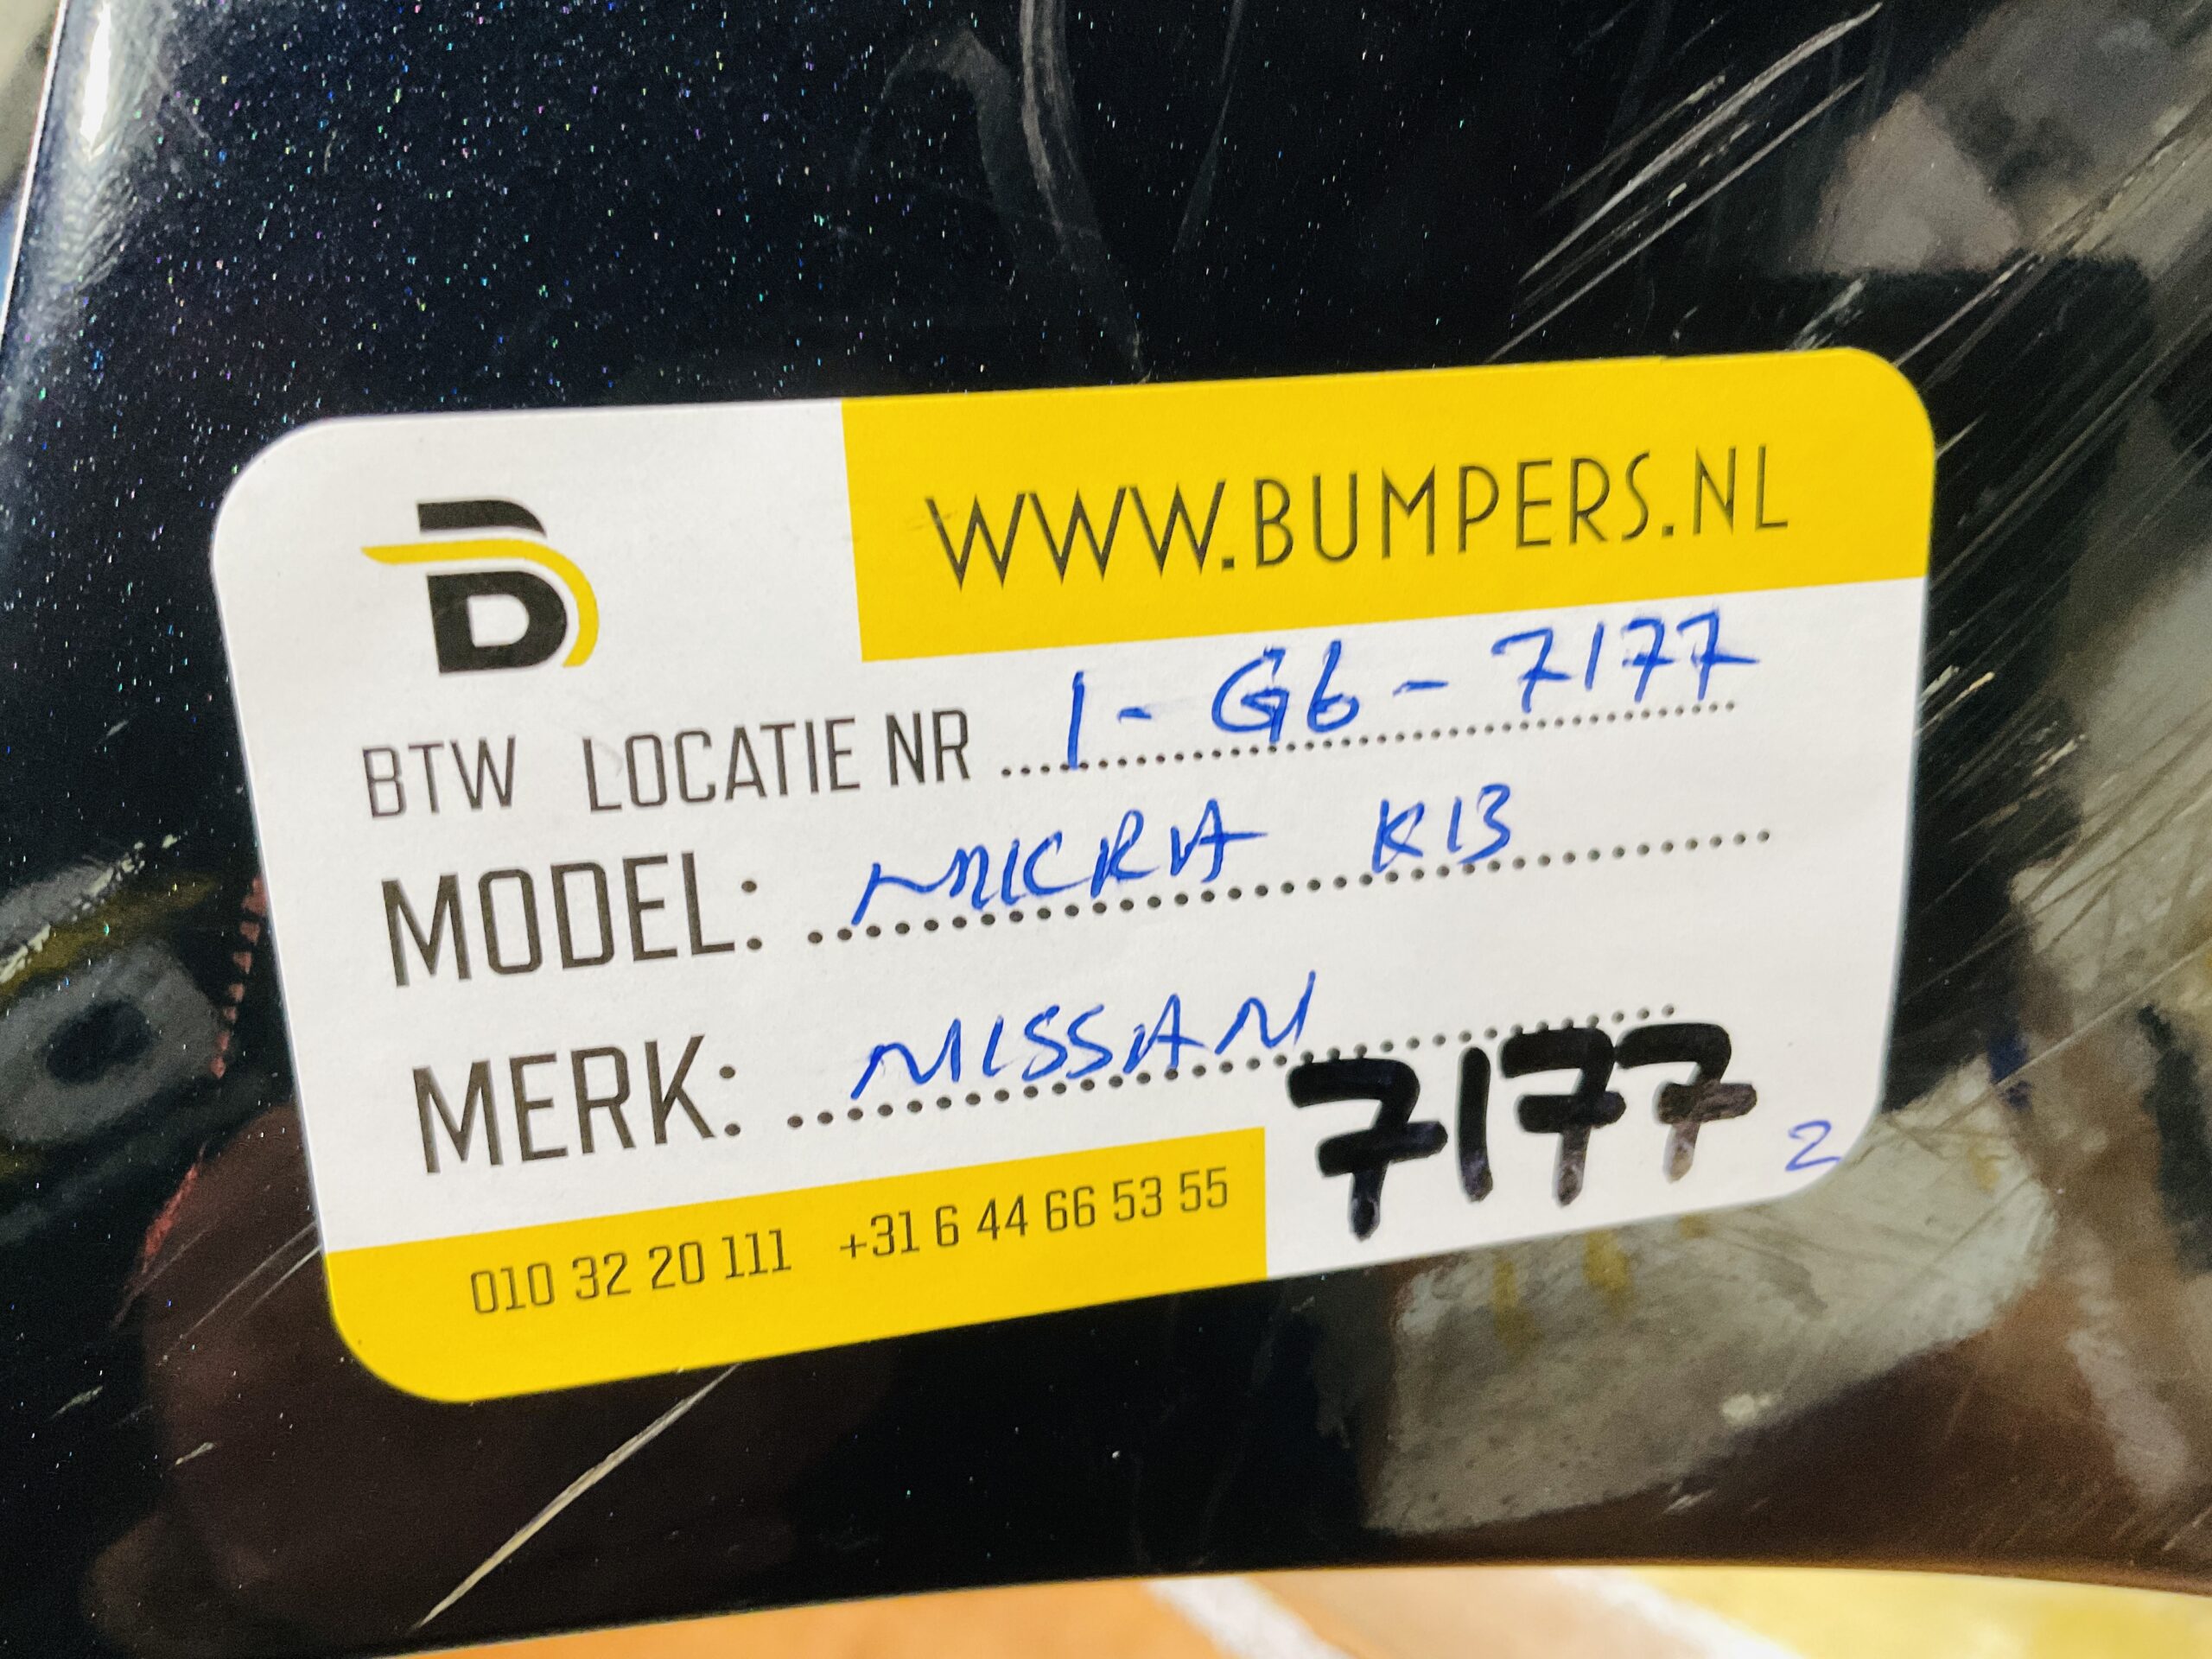 WWW.BUMPERS.NL
BTW LOCATIE NR 1 - G6 - 7177
MODEL: MICRA K13
MERK: NISSAN
7177
2
010 32 20 111 +31 6 44 66 53 55